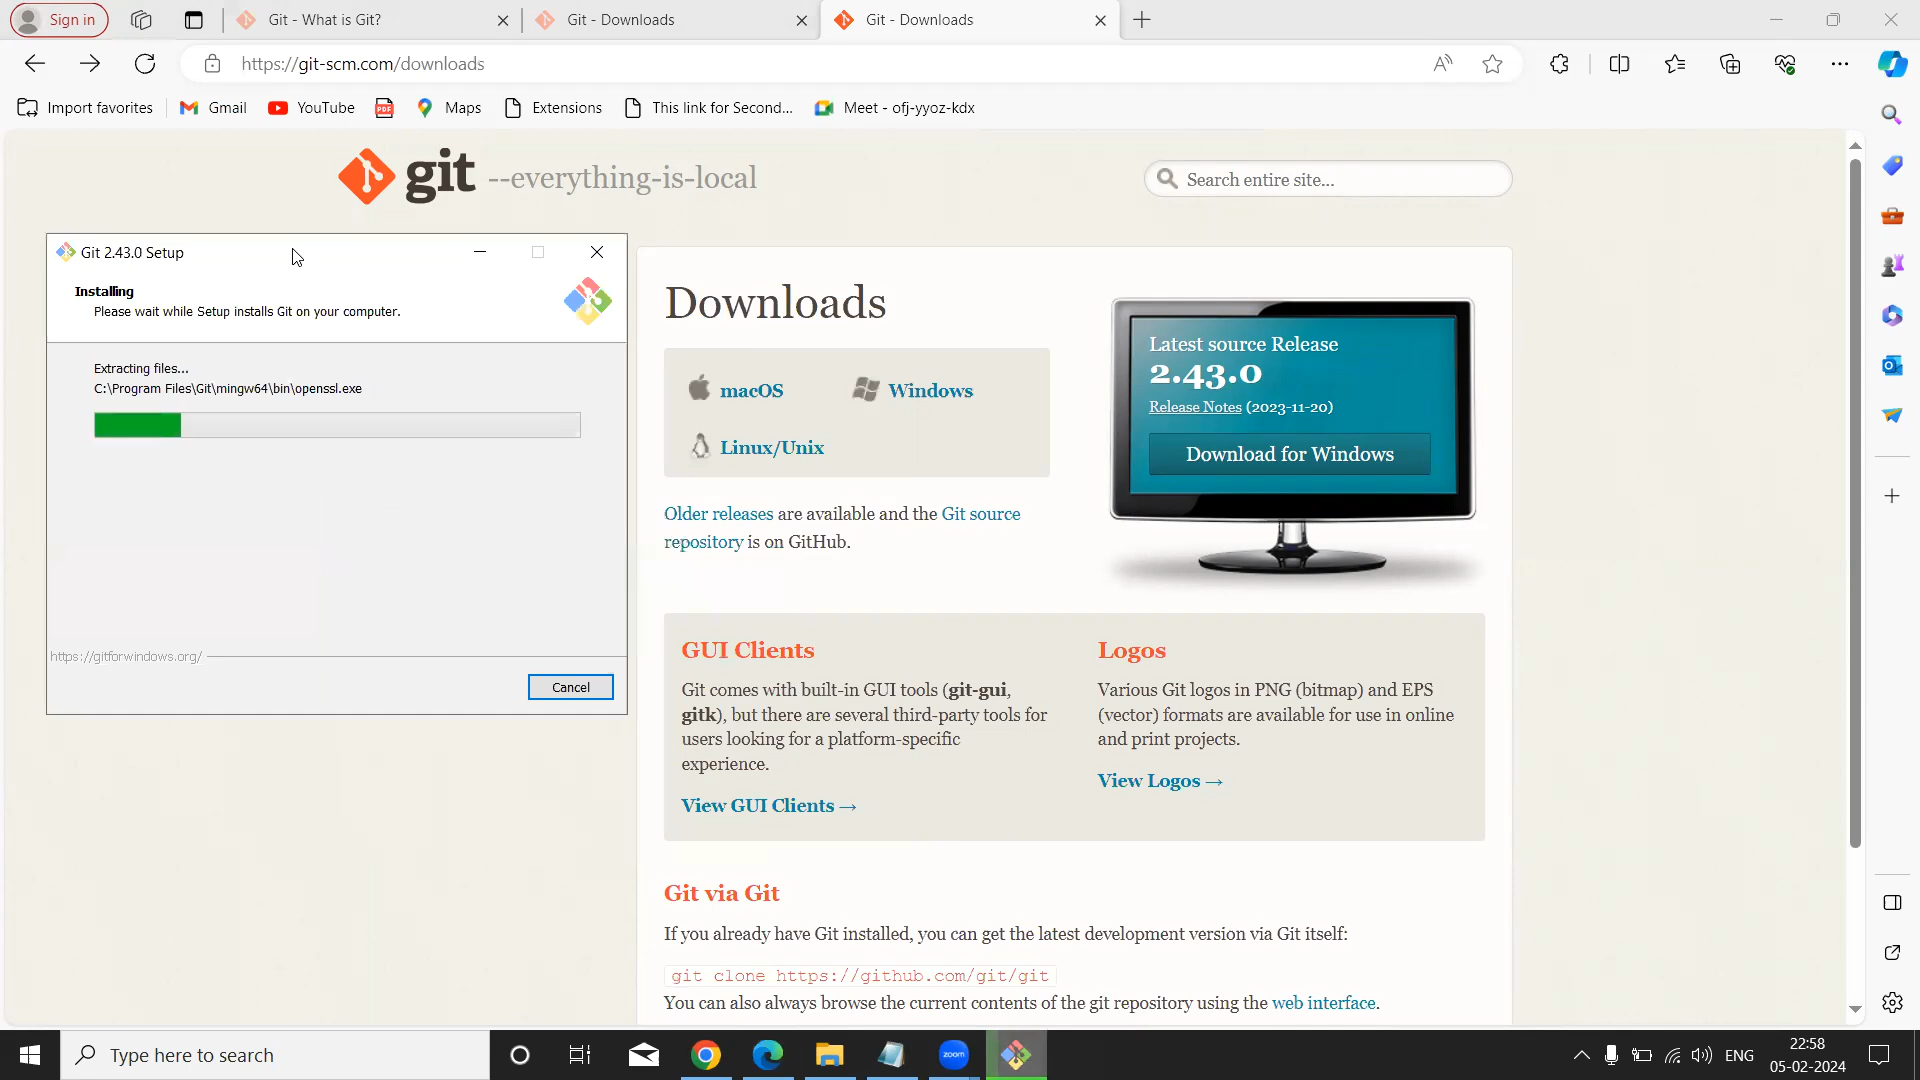 Sign in
Git - What is Git?
Git - Downloads
Git - Downloads
https://git-scm.com/downloads
Import favorites
Gmail
YouTube
PDF
Maps
Extensions
This link for Second...
Meet - ofj-yyoz-kdx
git --everything-is-local
Search entire site...
Git 2.43.0 Setup
Installing
Please wait while Setup installs Git on your computer.
Extracting files...
C:\Program Files\Git\mingw64\bin\openssl.exe
https://gitforwindows.org/
Cancel
Downloads
macOS
Windows
Linux/Unix
Older releases are available and the Git source
repository is on GitHub.
Latest source Release
2.43.0
Release Notes (2023-11-20)
Download for Windows
GUI Clients
Git comes with built-in GUI tools (git-gui,
gitk), but there are several third-party tools for
users looking for a platform-specific
experience.
View GUI Clients →
Logos
Various Git logos in PNG (bitmap) and EPS
(vector) formats are available for use in online
and print projects.
View Logos →
Git via Git
If you already have Git installed, you can get the latest development version via Git itself:
git clone https://github.com/git/git
You can also always browse the current contents of the git repository using the web interface.
Type here to search
zoom
ENG
22:58
05-02-2024